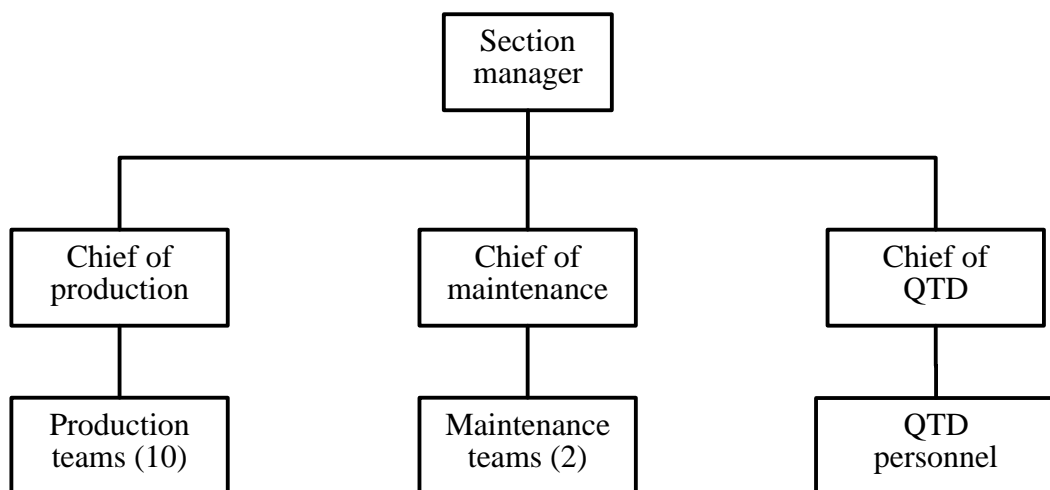 Section
manager
Chief of
production
Chief of
maintenance
Chief of
QTD
Production
teams (10)
Maintenance
teams (2)
QTD
personnel